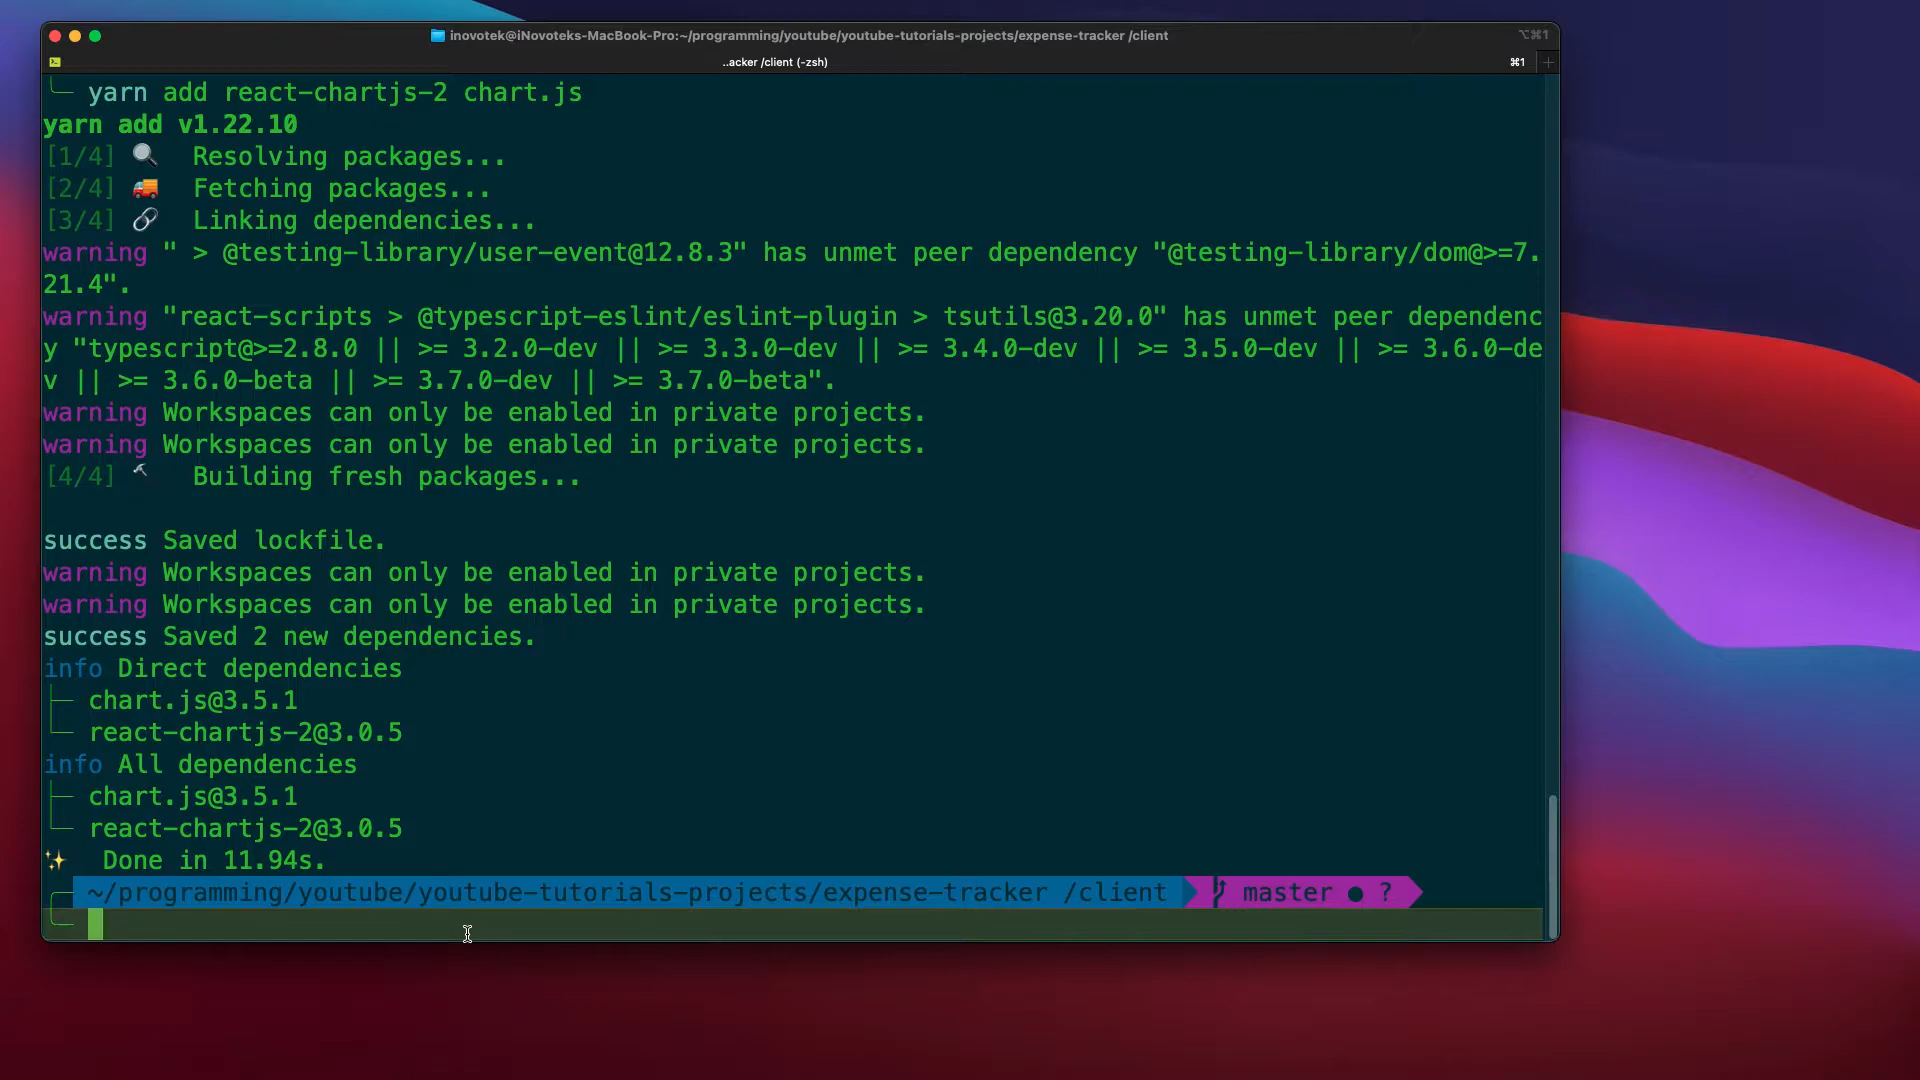 inovotek@iNovoteks-MacBook-Pro:~/programming/youtube/youtube-tutorials-projects/expense-tracker /client
⌥⌘1
..acker /client (-zsh)
⌘1
yarn add react-chartjs-2 chart.js
yarn add v1.22.10
[1/4] 🔍 Resolving packages...
[2/4] 🚚 Fetching packages...
[3/4] 🔗 Linking dependencies...
warning " > @testing-library/user-event@12.8.3" has unmet peer dependency "@testing-library/dom@>=7.
21.4".
warning "react-scripts > @typescript-eslint/eslint-plugin > tsutils@3.20.0" has unmet peer dependenc
y "typescript@>=2.8.0 || >= 3.2.0-dev || >= 3.3.0-dev || >= 3.4.0-dev || >= 3.5.0-dev || >= 3.6.0-de
v || >= 3.6.0-beta || >= 3.7.0-dev || >= 3.7.0-beta".
warning Workspaces can only be enabled in private projects.
warning Workspaces can only be enabled in private projects.
[4/4] 🔨 Building fresh packages...
success Saved lockfile.
warning Workspaces can only be enabled in private projects.
warning Workspaces can only be enabled in private projects.
success Saved 2 new dependencies.
info Direct dependencies
├─ chart.js@3.5.1
└─ react-chartjs-2@3.0.5
info All dependencies
├─ chart.js@3.5.1
└─ react-chartjs-2@3.0.5
✨ Done in 11.94s.
~/programming/youtube/youtube-tutorials-projects/expense-tracker /client master ● ?